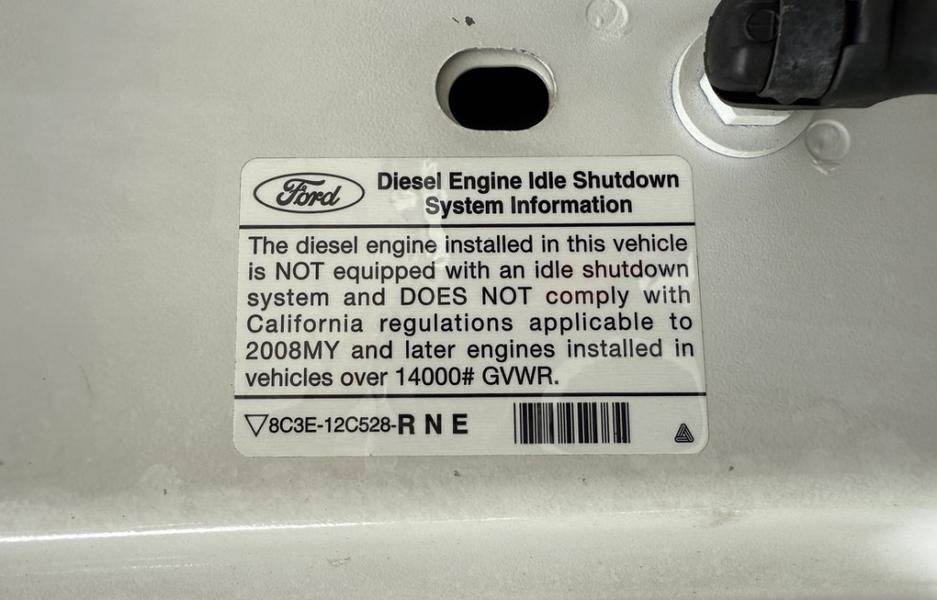 Ford
Diesel Engine Idle Shutdown
System Information
The diesel engine installed in this vehicle
is NOT equipped with an idle shutdown
system and DOES NOT comply with
California regulations applicable to
2008MY and later engines installed in
vehicles over 14000# GVWR.
▽8C3E-12C528-R N E